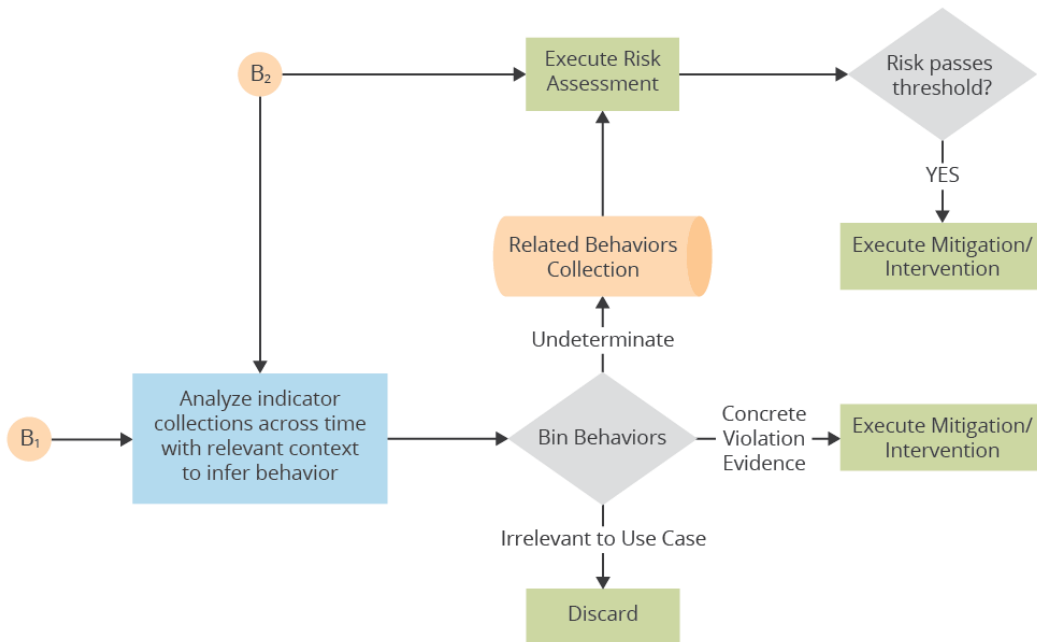 B₂
Execute Risk
Assessment
Risk passes
threshold?
YES
Execute Mitigation/
Intervention
Related Behaviors
Collection
Undeterminate
B₁
Analyze indicator
collections across time
with relevant context
to infer behavior
Bin Behaviors
Concrete
Violation
Evidence
Execute Mitigation/
Intervention
Irrelevant to Use Case
Discard